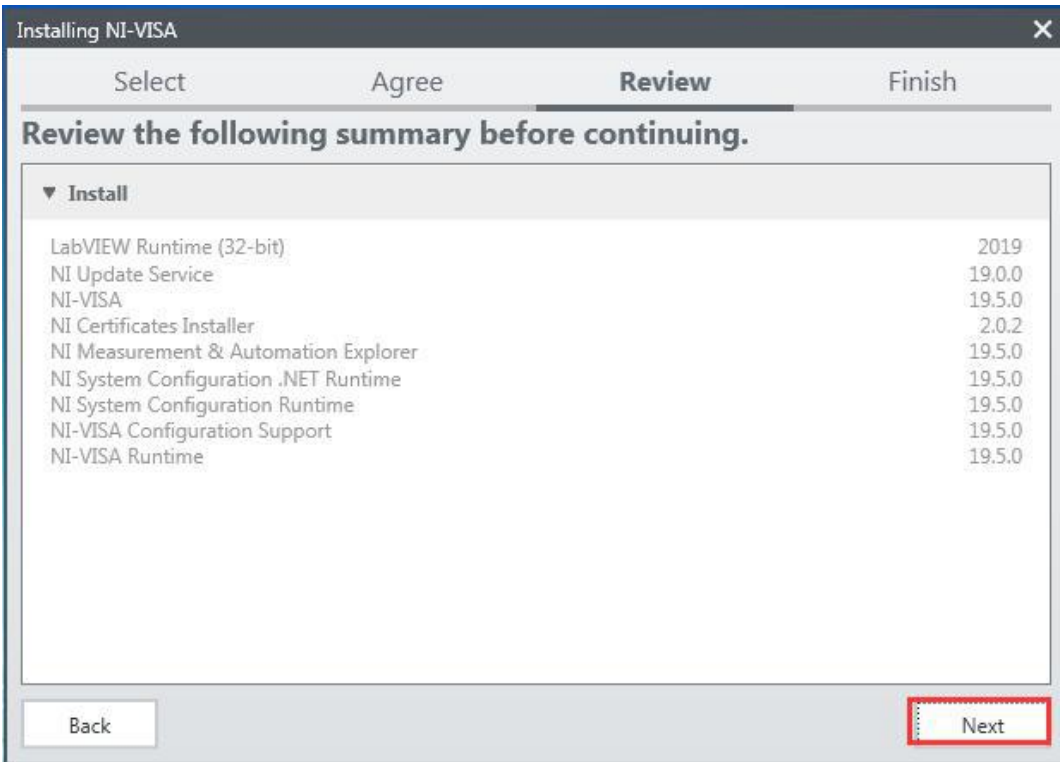 Installing NI-VISA
Select Agree Review Finish
Review the following summary before continuing.
▼ Install
LabVIEW Runtime (32-bit) 2019
NI Update Service 19.0.0
NI-VISA 19.5.0
NI Certificates Installer 2.0.2
NI Measurement & Automation Explorer 19.5.0
NI System Configuration .NET Runtime 19.5.0
NI System Configuration Runtime 19.5.0
NI-VISA Configuration Support 19.5.0
NI-VISA Runtime 19.5.0
Back Next